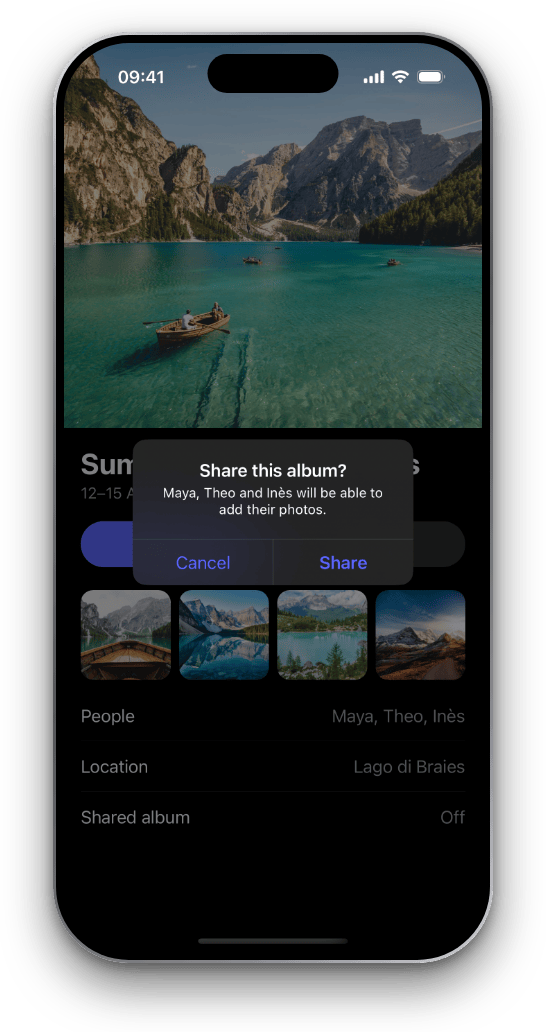 09:41
Share this album?
Maya, Theo and Inès will be able to
add their photos.
Cancel
Share
People
Maya, Theo, Inès
Location
Lago di Braies
Shared album
Off